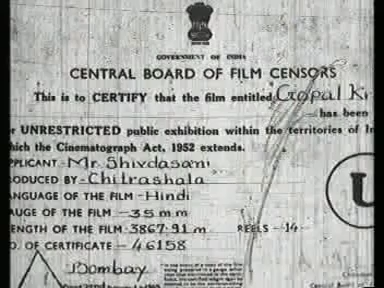 GOVERNMENT OF INDIA
CENTRAL BOARD OF FILM CENSORS
This is to CERTIFY that the film entitled Gopal Kr
has been
r UNRESTRICTED public exhibition within the territories of In
hich the Cinematograph Act, 1952 extends.
PPLICANT - Mr. Shivdasani
RODUCED BY - Chitrashala
ANGUAGE OF THE FILM - Hindi
AUGE OF THE FILM - 35 mm
ENGTH OF THE FILM - 3867.91 m REELS - 14
O. OF CERTIFICATE - 46158
U
Bombay